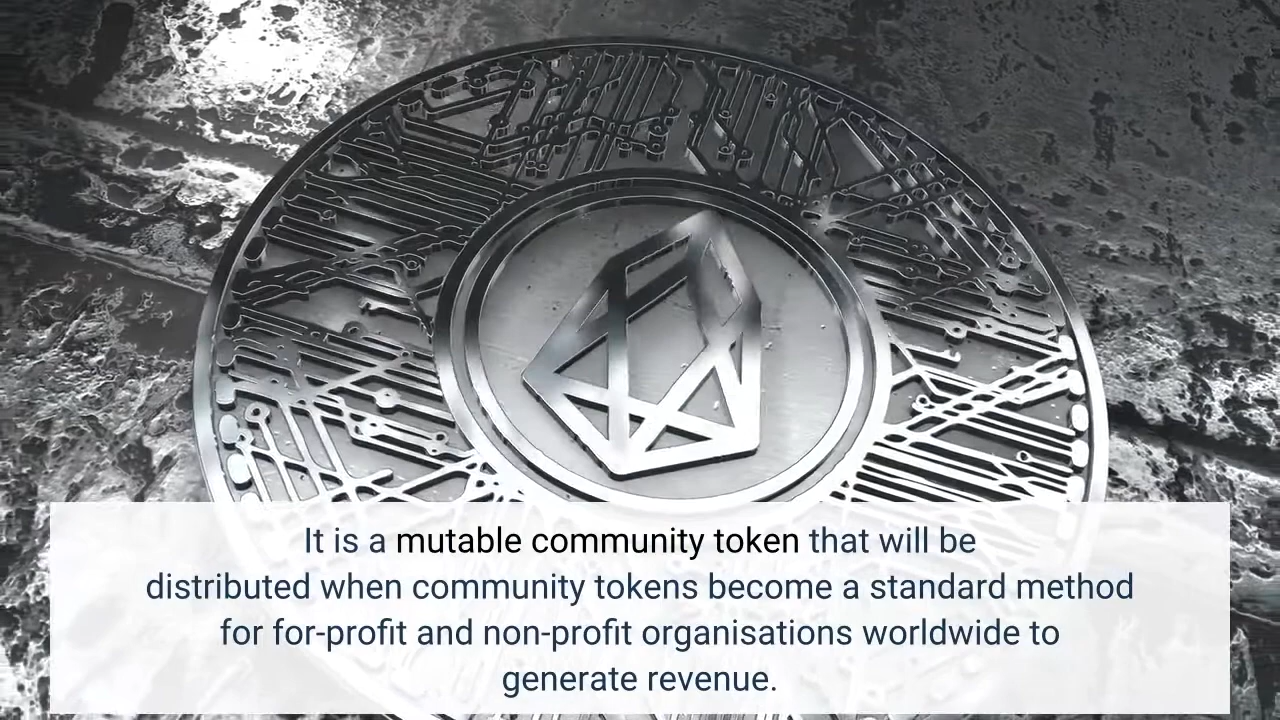 It is a mutable community token that will be
distributed when community tokens become a standard method
for for-profit and non-profit organisations worldwide to
generate revenue.